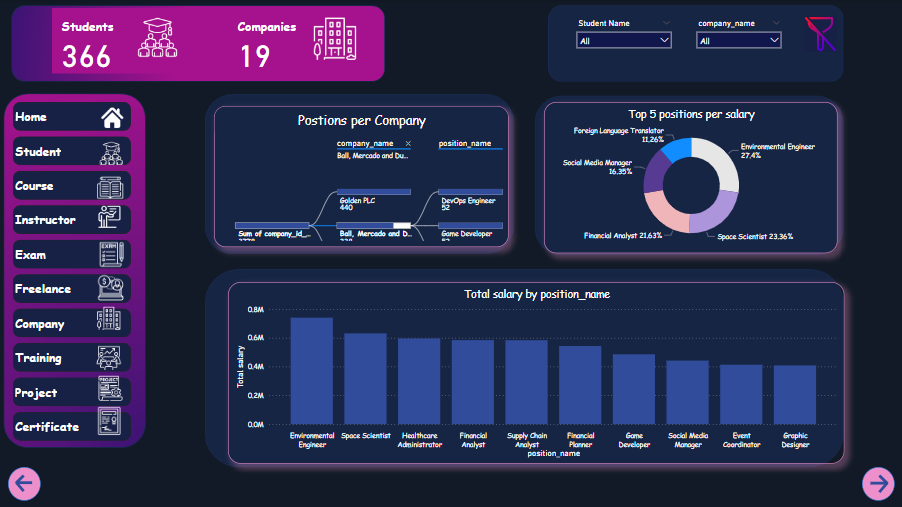 Students
366
Companies
19
Student Name
All
company_name
All
Home
Student
Course
Instructor
Exam
Freelance
Company
Training
Project
Certificate
EXAM
PROJECT
Postions per Company
company_name
Ball, Mercado and Du...
position_name
Golden PLC
440
DevOps Engineer
52
Sum of company_id_...
Ball, Mercado and D...
Game Developer
Top 5 positions per salary
Foreign Language Translator
11.26%
Environmental Engineer
27.4%
Social Media Manager
16.35%
Financial Analyst 21.63%
Space Scientist 23.36%
Total salary by position_name
Total salary
0.8M
0.6M
0.4M
0.2M
0.0M
Environmental
Engineer
Space Scientist
Healthcare
Administrator
Financial
Analyst
Supply Chain
Analyst
Financial
Planner
Game
Developer
Social Media
Manager
Event
Coordinator
Graphic
Designer
position_name